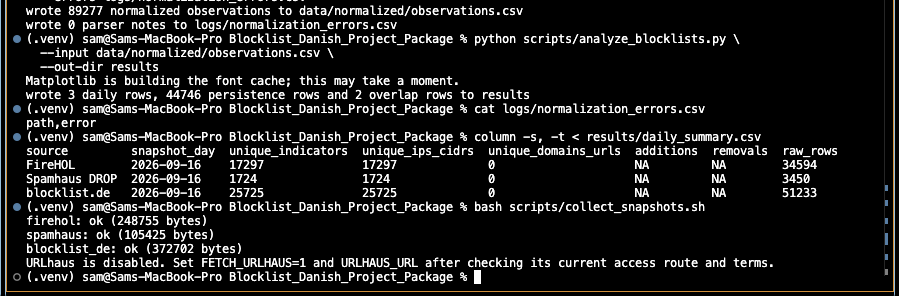 wrote 89277 normalized observations to data/normalized/observations.csv
wrote 0 parser notes to logs/normalization_errors.csv
(.venv) sam@Sams-MacBook-Pro Blocklist_Danish_Project_Package % python scripts/analyze_blocklists.py \
--input data/normalized/observations.csv \
--out-dir results
Matplotlib is building the font cache; this may take a moment.
wrote 3 daily rows, 44746 persistence rows and 2 overlap rows to results
(.venv) sam@Sams-MacBook-Pro Blocklist_Danish_Project_Package % cat logs/normalization_errors.csv
path,error
(.venv) sam@Sams-MacBook-Pro Blocklist_Danish_Project_Package % column -s, -t < results/daily_summary.csv
source snapshot_day unique_indicators unique_ips_cidrs unique_domains_urls additions removals raw_rows
FireHOL 2026-09-16 17297 17297 0 NA NA 34594
Spamhaus DROP 2026-09-16 1724 1724 0 NA NA 3450
blocklist.de 2026-09-16 25725 25725 0 NA NA 51233
(.venv) sam@Sams-MacBook-Pro Blocklist_Danish_Project_Package % bash scripts/collect_snapshots.sh
firehol: ok (248755 bytes)
spamhaus: ok (105425 bytes)
blocklist_de: ok (372702 bytes)
URLhaus is disabled. Set FETCH_URLHAUS=1 and URLHAUS_URL after checking its current access route and terms.
(.venv) sam@Sams-MacBook-Pro Blocklist_Danish_Project_Package %